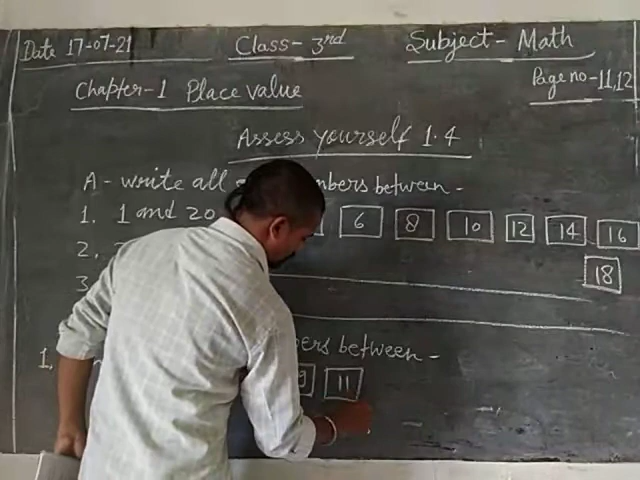 Date 17-07-21 Class- 3rd Subject- Math
Chapter-1 Place value Page no-11,12
Assess yourself 1.4
A- write all between-
1. 1 and 20 6 8 10 12 14 16
18
2.
3.
between-
1. 9 11